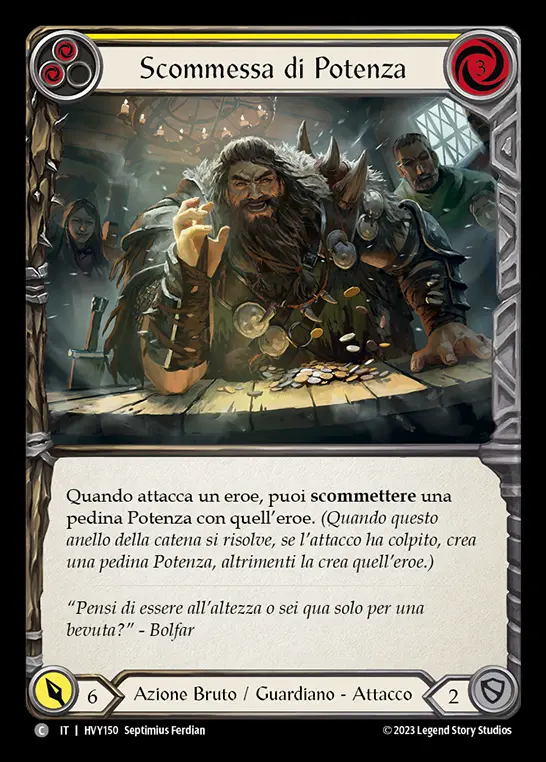 Scommessa di Potenza
3
Quando attacca un eroe, puoi scommettere una
pedina Potenza con quell'eroe. (Quando questo
anello della catena si risolve, se l'attacco ha colpito, crea
una pedina Potenza, altrimenti la crea quell'eroe.)
"Pensi di essere all'altezza o sei qua solo per una
bevuta?" - Bolfar
6
Azione Bruto / Guardiano - Attacco
2
C IT | HVY150 Septimius Ferdian
©2023 Legend Story Studios